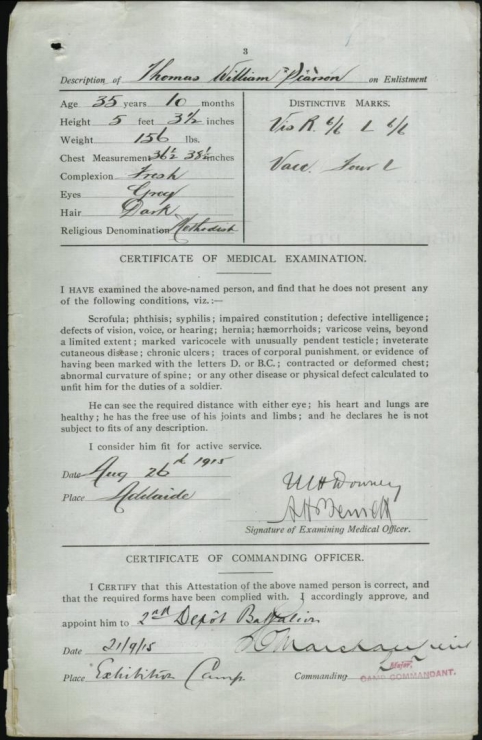 3
Description of Thomas William Pearson on Enlistment
Age 35 years 10 months
Height 5 feet 3½ inches
Weight 156 lbs.
Chest Measurement 36½ 38½ inches
Complexion Fresh
Eyes Grey
Hair Dark
Religious Denomination Methodist
DISTINCTIVE MARKS.
Vis R. 6/6 L 6/6
Vacc. Four L
CERTIFICATE OF MEDICAL EXAMINATION.
I HAVE examined the above-named person, and find that he does not present any
of the following conditions, viz.:—
Scrofula; phthisis; syphilis; impaired constitution; defective intelligence;
defects of vision, voice, or hearing; hernia; hæmorrhoids; varicose veins, beyond
a limited extent; marked varicocele with unusually pendent testicle; inveterate
cutaneous disease; chronic ulcers; traces of corporal punishment, or evidence of
having been marked with the letters D. or B.C.; contracted or deformed chest;
abnormal curvature of spine; or any other disease or physical defect calculated to
unfit him for the duties of a soldier.
He can see the required distance with either eye; his heart and lungs are
healthy; he has the free use of his joints and limbs; and he declares he is not
subject to fits of any description.
I consider him fit for active service.
Date Aug 26th 1915
Place Adelaide
M H Downey
Signature of Examining Medical Officer.
CERTIFICATE OF COMMANDING OFFICER.
I CERTIFY that this Attestation of the above named person is correct, and
that the required forms have been complied with. I accordingly approve, and
appoint him to 2nd Depôt Battalion
Date 21/9/15
Place Exhibition Camp
Commanding
Major.
CAMP COMMANDANT.